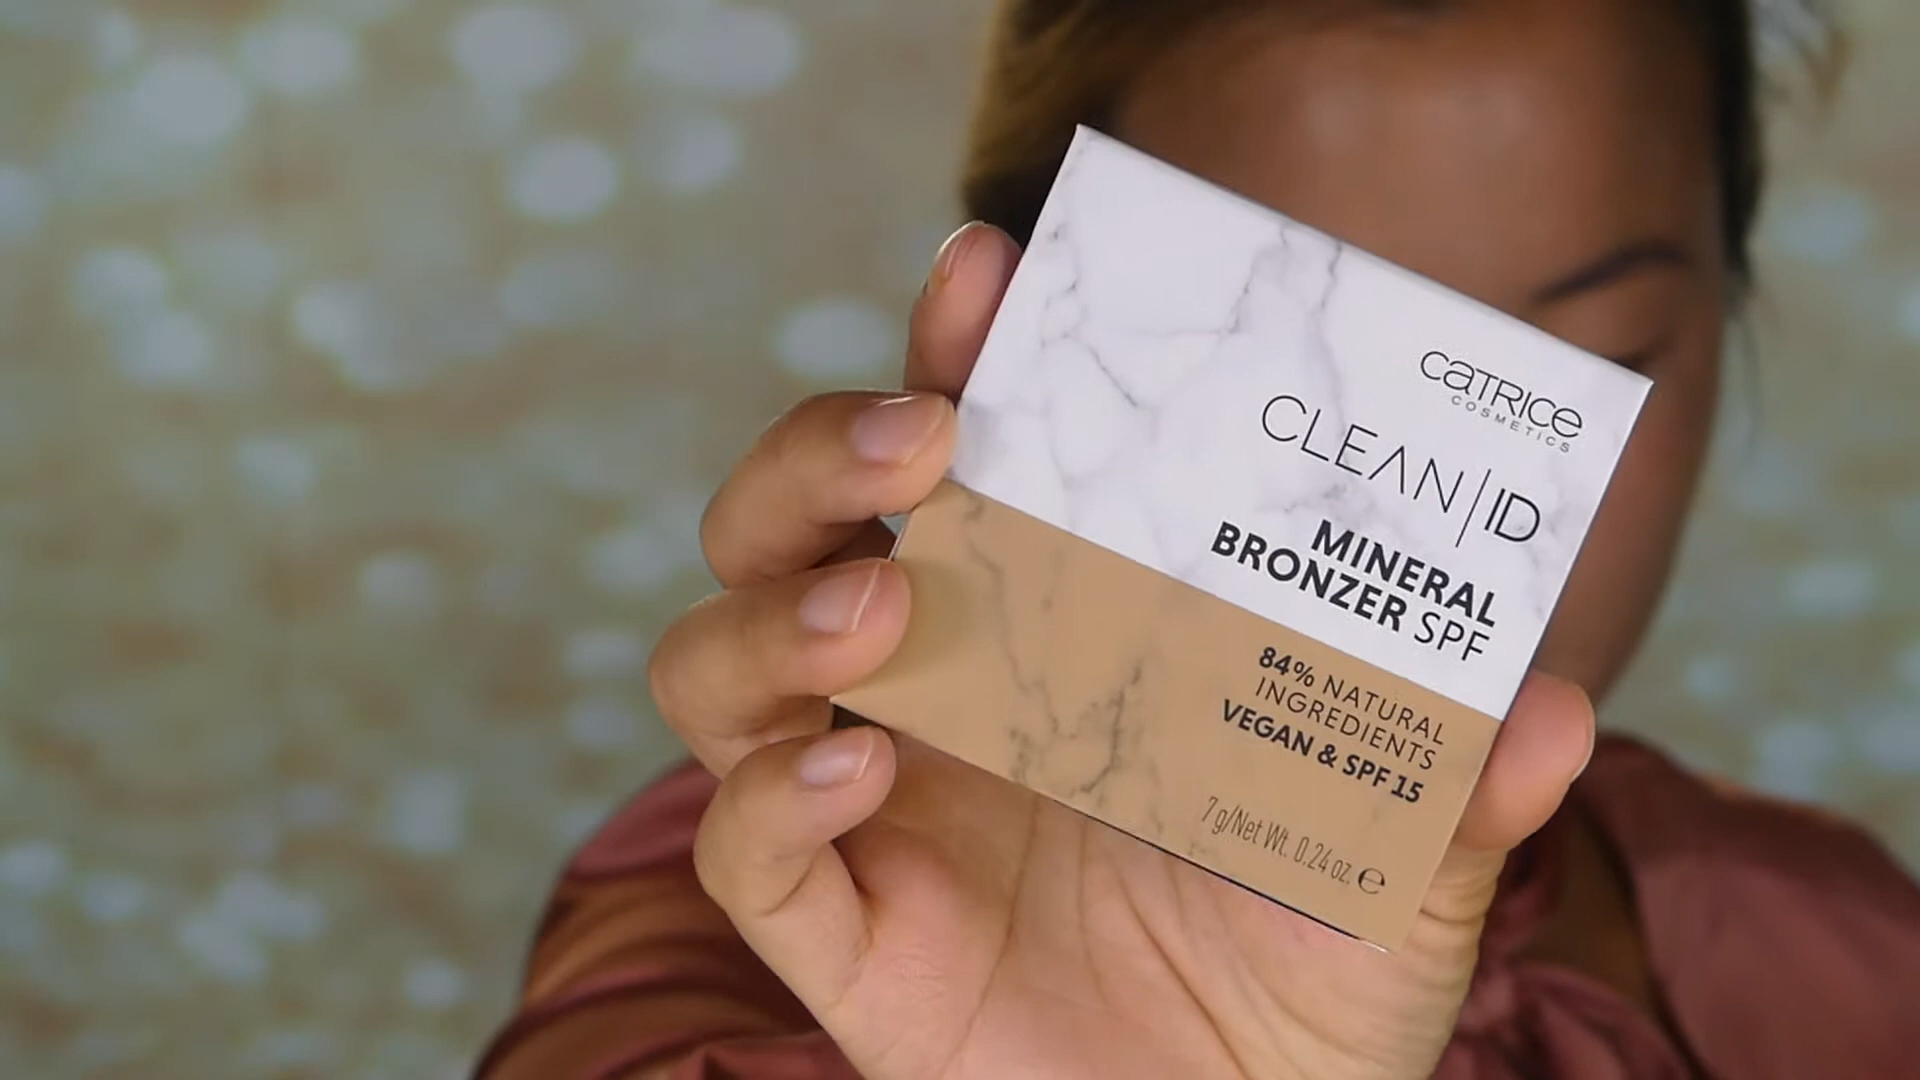 CATRICE
COSMETICS
CLEAN|ID
MINERAL
BRONZER SPF
84% NATURAL
INGREDIENTS
VEGAN & SPF 15
7 g/Net Wt. 0.24 oz. ℮